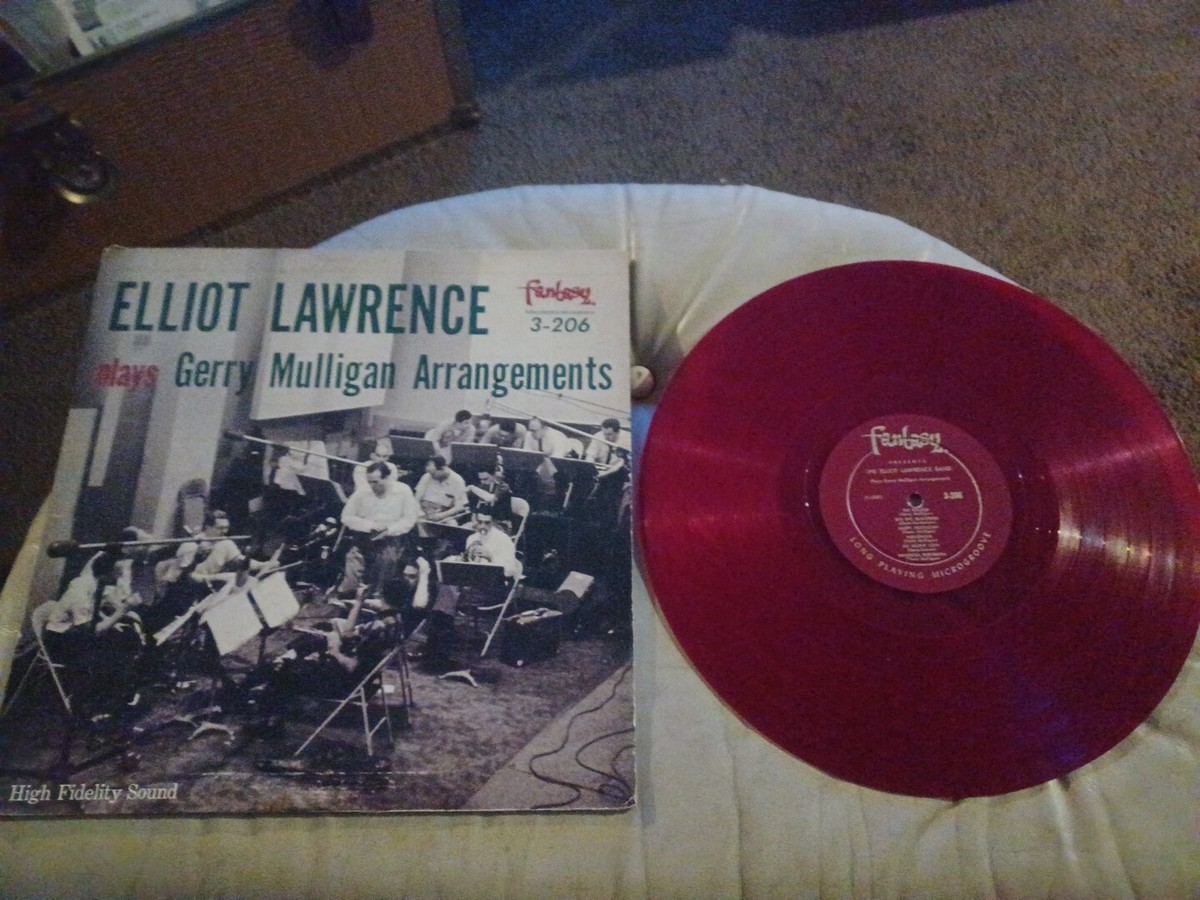 ELLIOT LAWRENCE
fantasy
3-206
plays Gerry Mulligan Arrangements
High Fidelity Sound
fantasy
PRESENTS
THE ELLIOT LAWRENCE BAND
Plays Gerry Mulligan Arrangements
3-206
LONG PLAYING MICROGROOVE